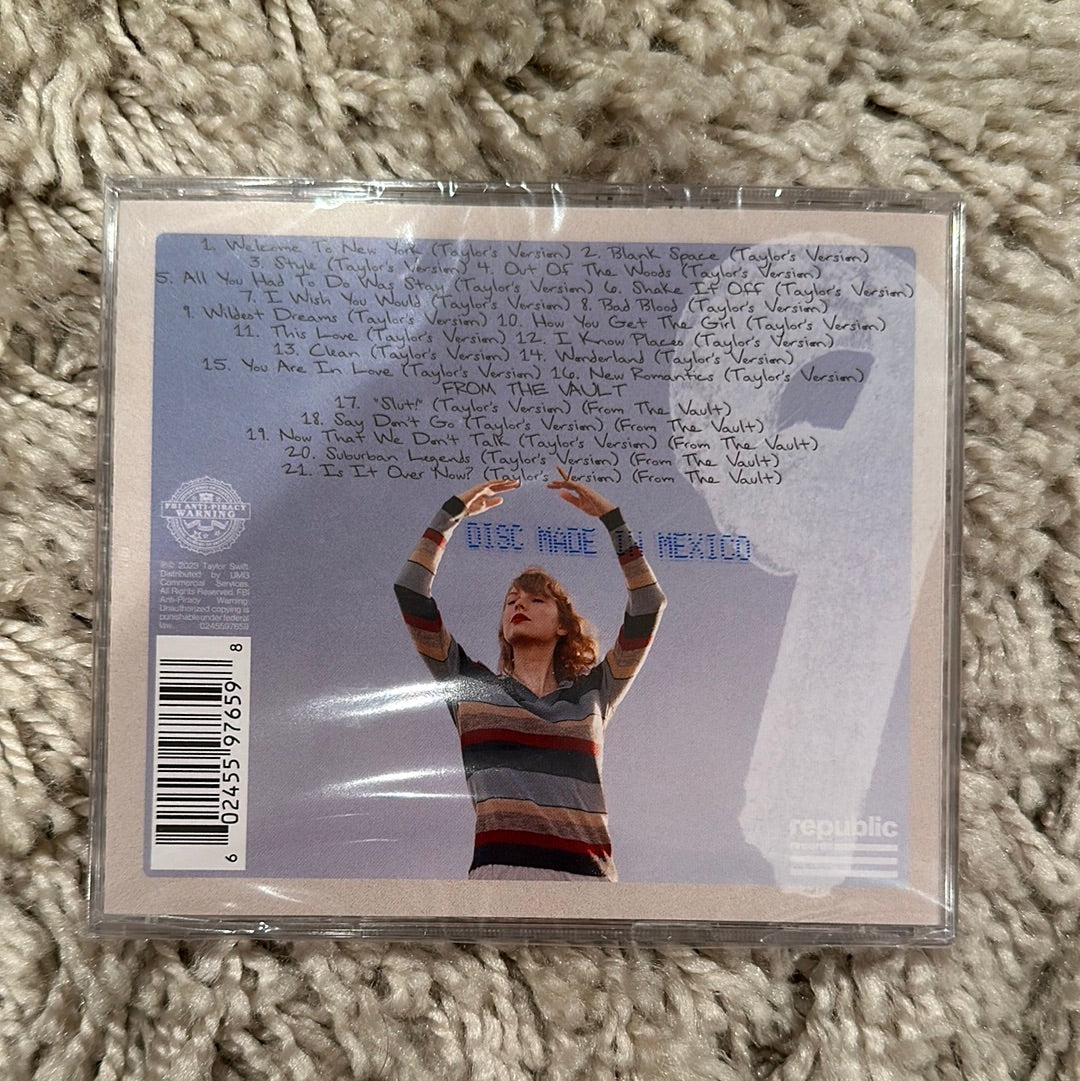 1. Welcome To New York (Taylor's Version) 2. Blank Space (Taylor's Version)
3. Style (Taylor's Version) 4. Out Of The Woods (Taylor's Version)
5. All You Had To Do Was Stay (Taylor's Version) 6. Shake It Off (Taylor's Version)
7. I Wish You Would (Taylor's Version) 8. Bad Blood (Taylor's Version)
9. Wildest Dreams (Taylor's Version) 10. How You Get The Girl (Taylor's Version)
11. This Love (Taylor's Version) 12. I Know Places (Taylor's Version)
13. Clean (Taylor's Version) 14. Wonderland (Taylor's Version)
15. You Are In Love (Taylor's Version) 16. New Romantics (Taylor's Version)
FROM THE VAULT
17. "Slut!" (Taylor's Version) (From The Vault)
18. Say Don't Go (Taylor's Version) (From The Vault)
19. Now That We Don't Talk (Taylor's Version) (From The Vault)
20. Suburban Legends (Taylor's Version) (From The Vault)
21. Is It Over Now? (Taylor's Version) (From The Vault)
DISC MADE IN MEXICO
FBI ANTI-PIRACY
WARNING
℗© 2023 Taylor Swift.
Distributed by UMG
Commercial Services.
All Rights Reserved. FBI
Anti-Piracy Warning:
Unauthorized copying is
punishable under federal
law. 0245597659
6 02455 97659 8
republic
records